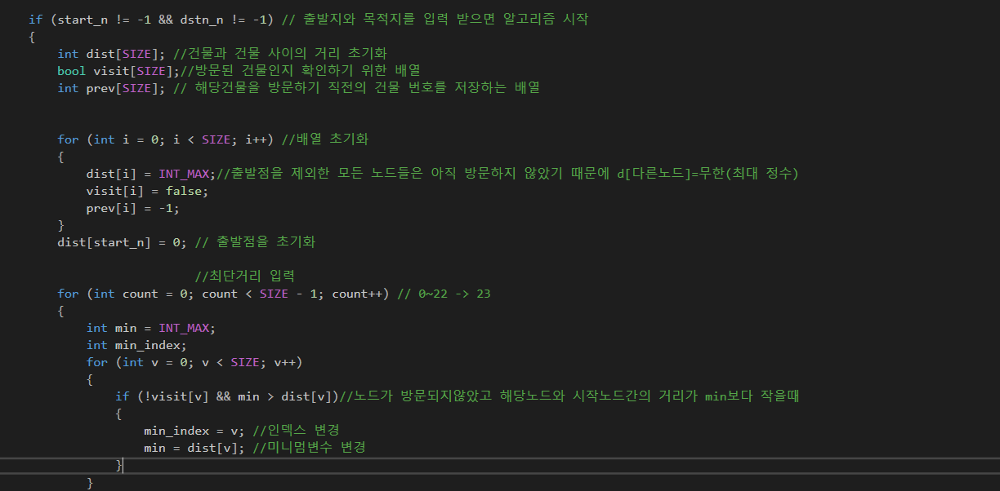 if (start_n != -1 && dstn_n != -1) // 출발지와 목적지를 입력 받으면 알고리즘 시작
{
int dist[SIZE]; //건물과 건물 사이의 거리 초기화
bool visit[SIZE];//방문된 건물인지 확인하기 위한 배열
int prev[SIZE]; // 해당건물을 방문하기 직전의 건물 번호를 저장하는 배열
for (int i = 0; i < SIZE; i++) //배열 초기화
{
dist[i] = INT_MAX;//출발점을 제외한 모든 노드들은 아직 방문하지 않았기 때문에 d[다른노드]=무한(최대 정수)
visit[i] = false;
prev[i] = -1;
}
dist[start_n] = 0; // 출발점을 초기화
//최단거리 입력
for (int count = 0; count < SIZE - 1; count++) // 0~22 -> 23
{
int min = INT_MAX;
int min_index;
for (int v = 0; v < SIZE; v++)
{
if (!visit[v] && min > dist[v])//노드가 방문되지않았고 해당노드와 시작노드간의 거리가 min보다 작을때
{
min_index = v; //인덱스 변경
min = dist[v]; //미니멈변수 변경
}
}